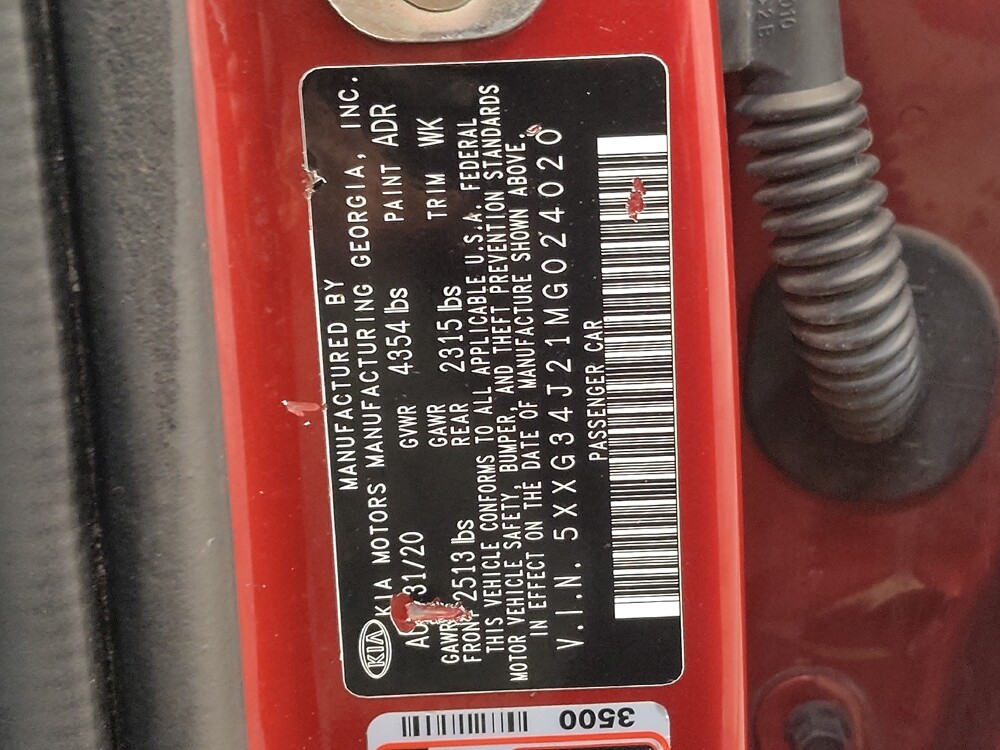 KIA
MANUFACTURED BY
KIA MOTORS MANUFACTURING GEORGIA, INC.
31/20 GVWR 4354 lbs PAINT ADR
GAWR FRONT 2513 lbs GAWR REAR 2315 lbs TRIM WK
THIS VEHICLE CONFORMS TO ALL APPLICABLE U.S.A. FEDERAL
MOTOR VEHICLE SAFETY, BUMPER, AND THEFT PREVENTION STANDARDS
IN EFFECT ON THE DATE OF MANUFACTURE SHOWN ABOVE.
V.I.N. 5XXG34J21MG024020
PASSENGER CAR
3500